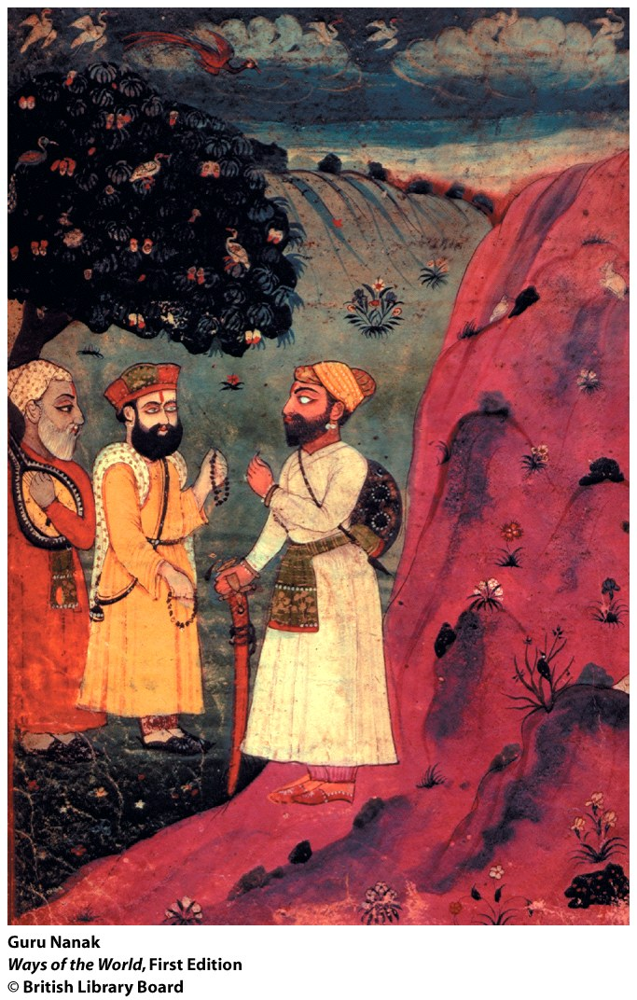 Guru Nanak
Ways of the World, First Edition
© British Library Board